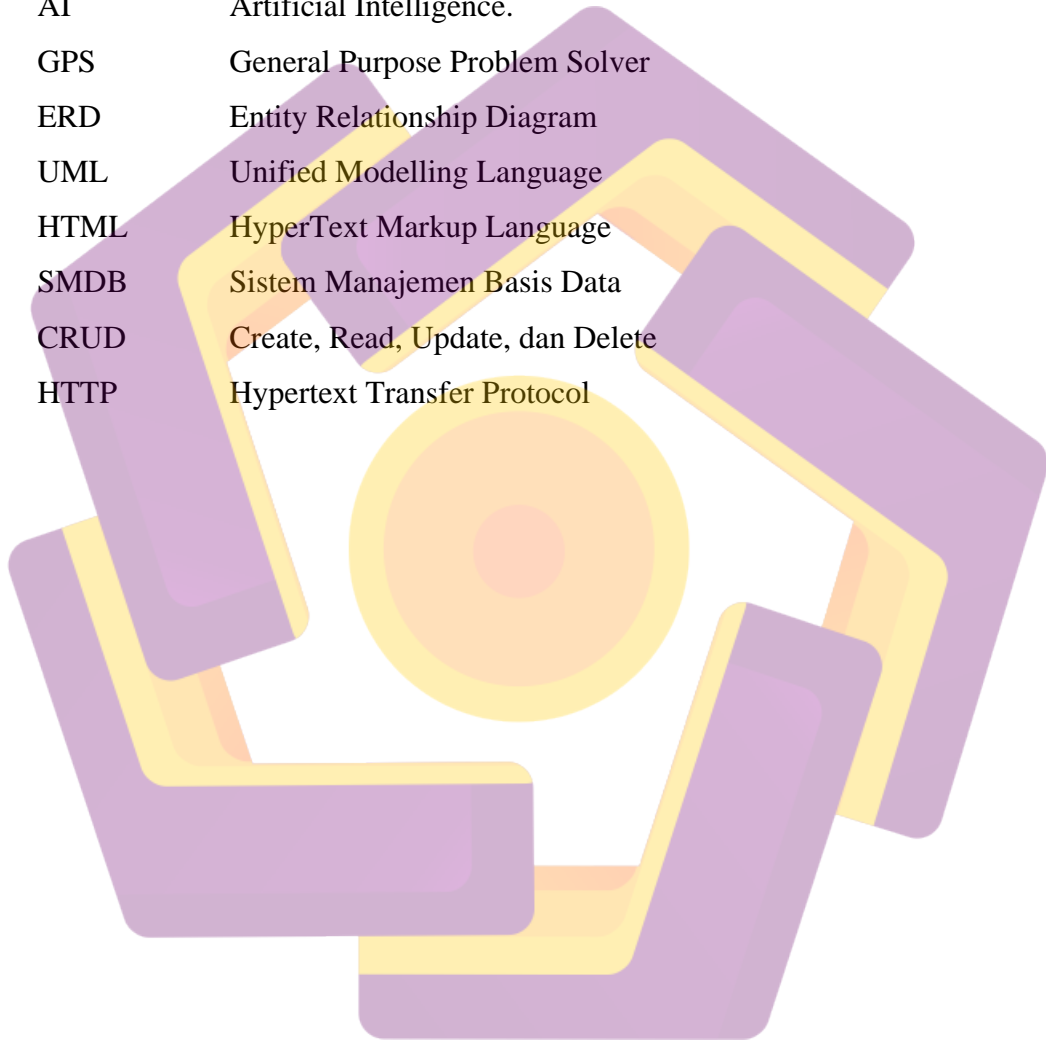 AI Artificial Intelligence.
GPS General Purpose Problem Solver
ERD Entity Relationship Diagram
UML Unified Modelling Language
HTML HyperText Markup Language
SMDB Sistem Manajemen Basis Data
CRUD Create, Read, Update, dan Delete
HTTP Hypertext Transfer Protocol